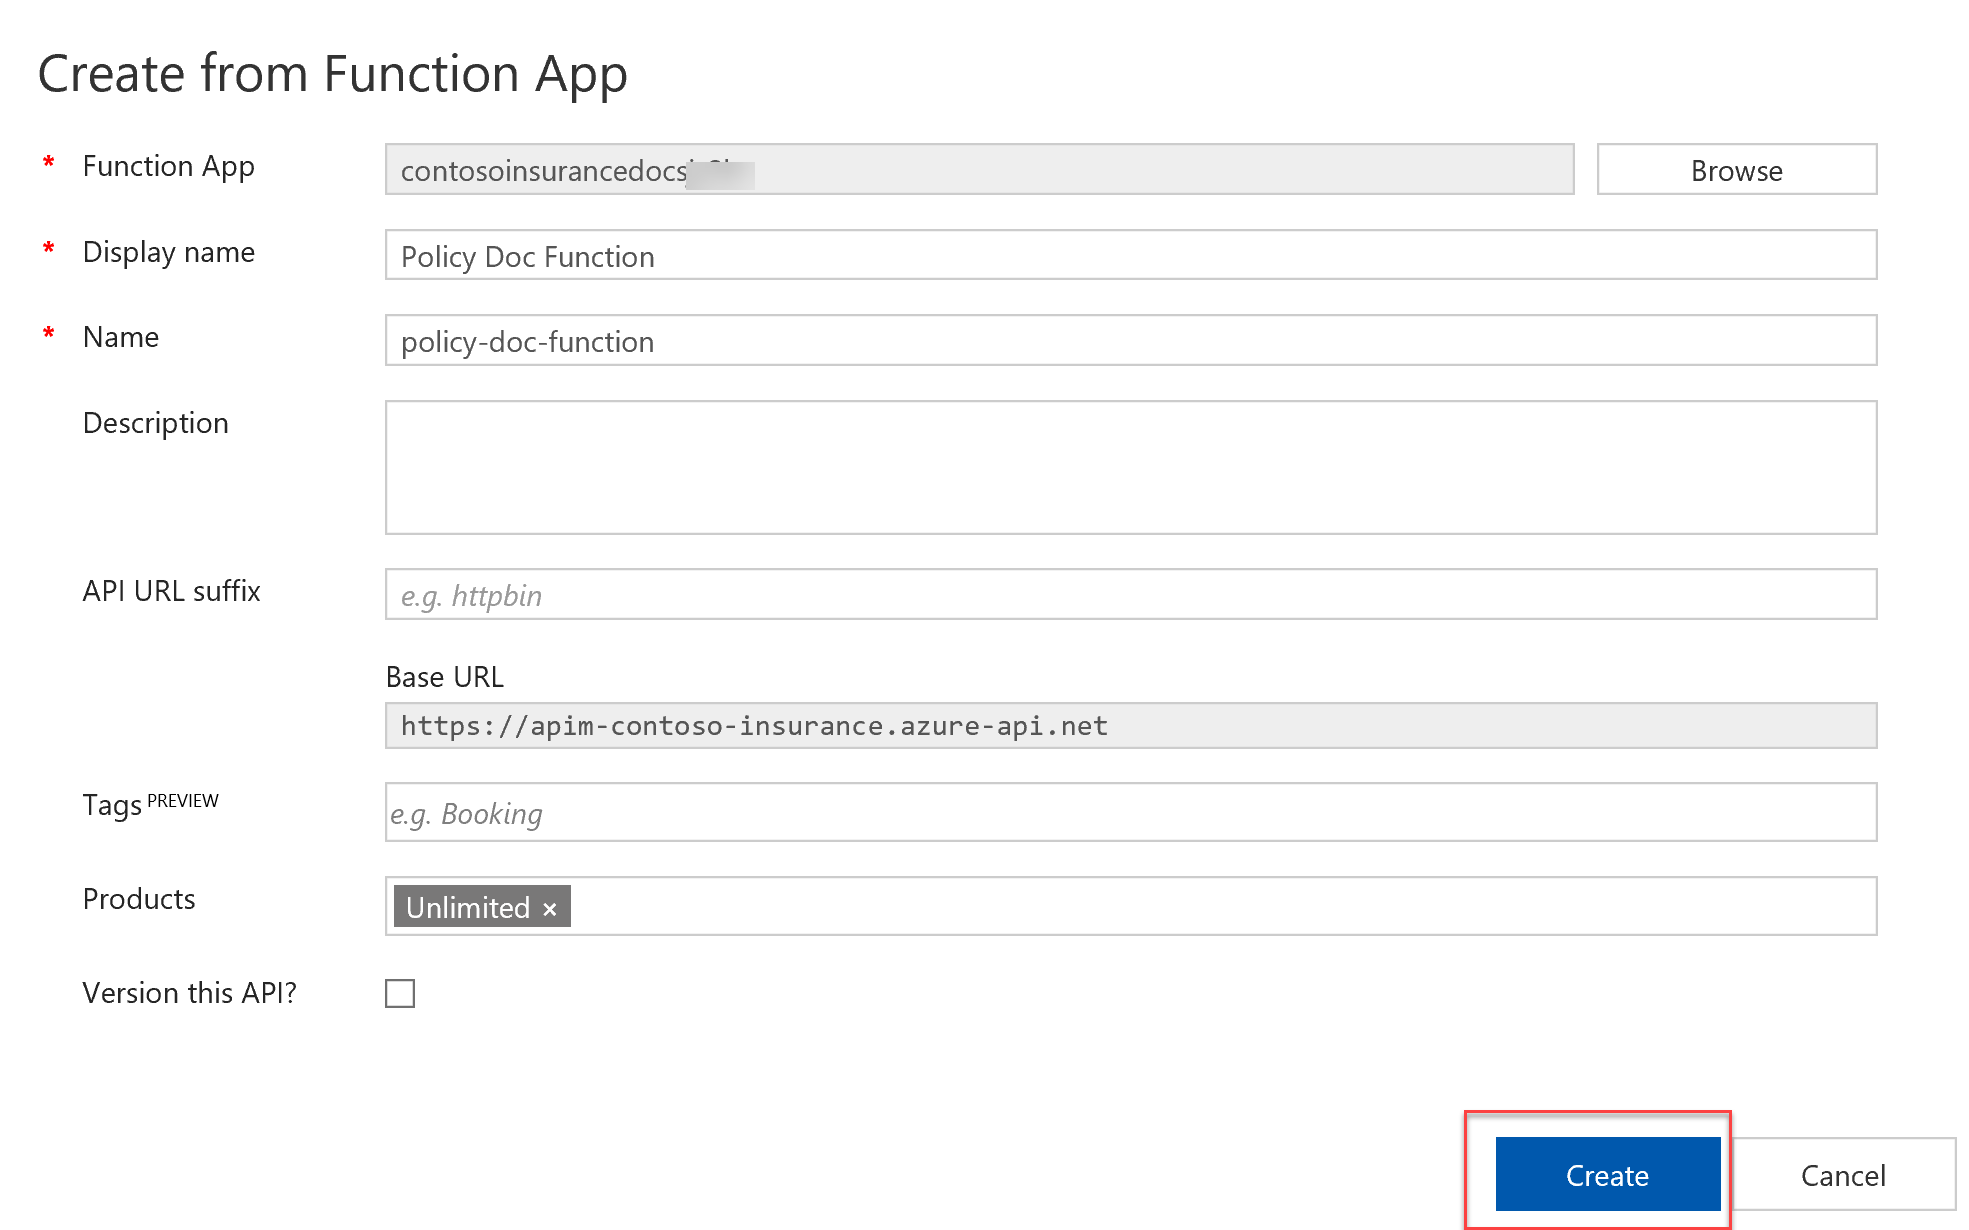 Create from Function App
* Function App
contosoinsurancedocs
Browse
* Display name
Policy Doc Function
* Name
policy-doc-function
Description
API URL suffix
e.g. httpbin
Base URL
https://apim-contoso-insurance.azure-api.net
Tags PREVIEW
e.g. Booking
Products
Unlimited ×
Version this API?
Create
Cancel